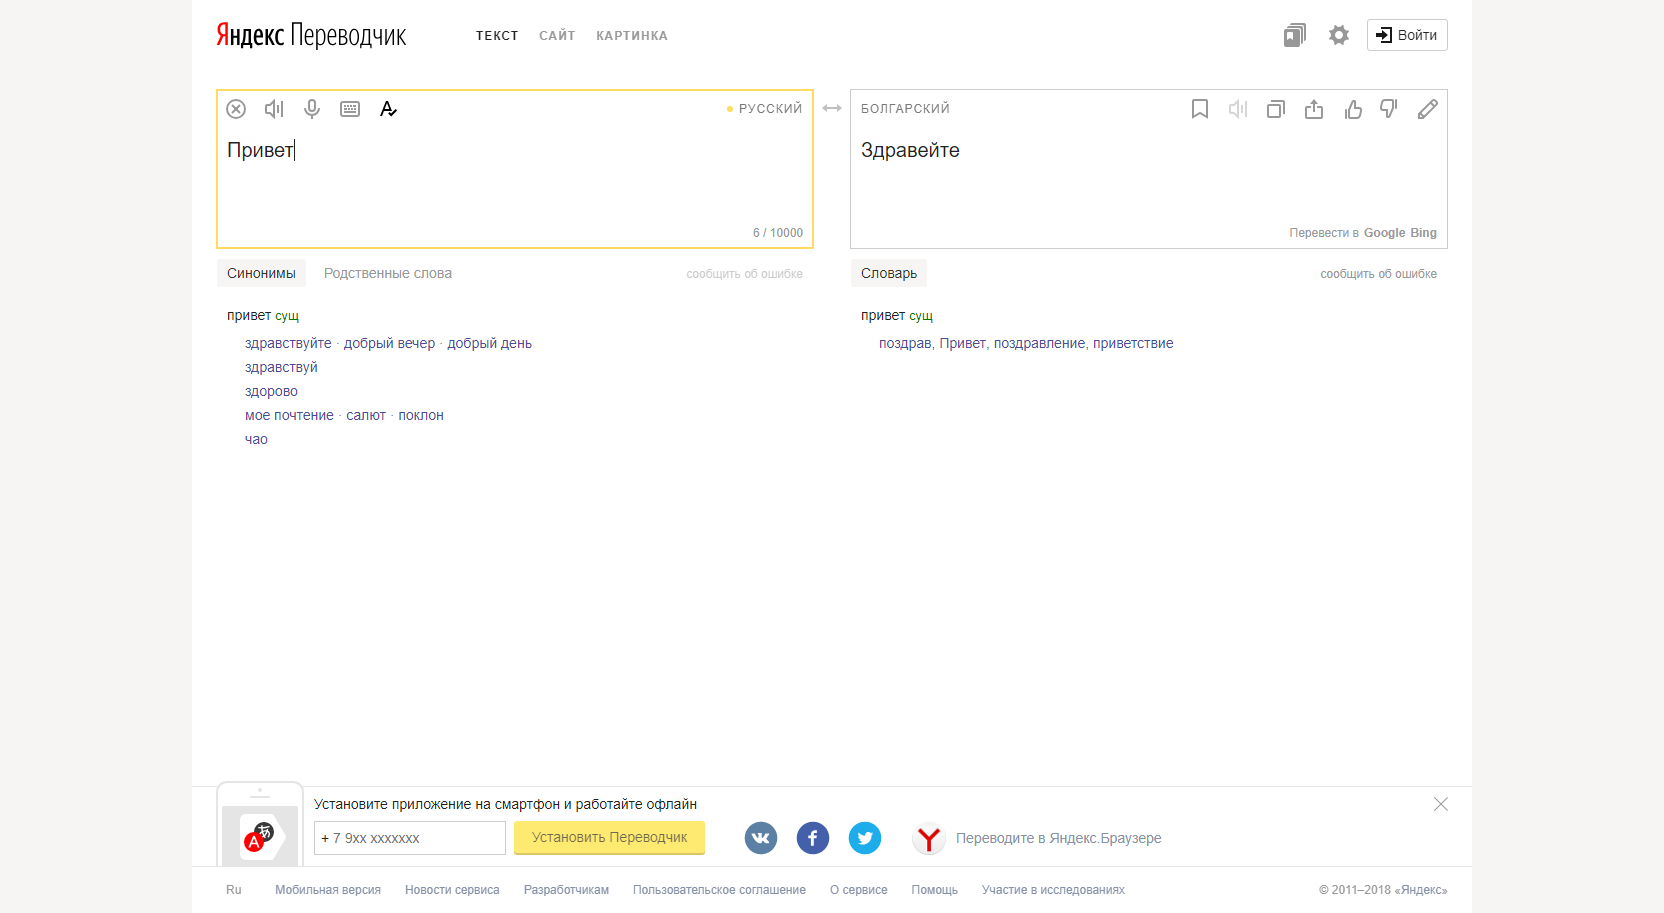 Яндекс Переводчик
ТЕКСТ САЙТ КАРТИНКА
Войти
РУССКИЙ
Привет
6 / 10000
БОЛГАРСКИЙ
Здравейте
Перевести в Google Bing
Синонимы Родственные слова сообщить об ошибке
привет сущ
здравствуйте · добрый вечер · добрый день
здравствуй
здорово
мое почтение · салют · поклон
чао
Словарь сообщить об ошибке
привет сущ
поздрав, Привет, поздравление, приветствие
Установите приложение на смартфон и работайте офлайн
+ 7 9xx xxxxxxx Установить Переводчик Переводите в Яндекс.Браузере
Ru Мобильная версия Новости сервиса Разработчикам Пользовательское соглашение О сервисе Помощь Участие в исследованиях © 2011–2018 «Яндекс»